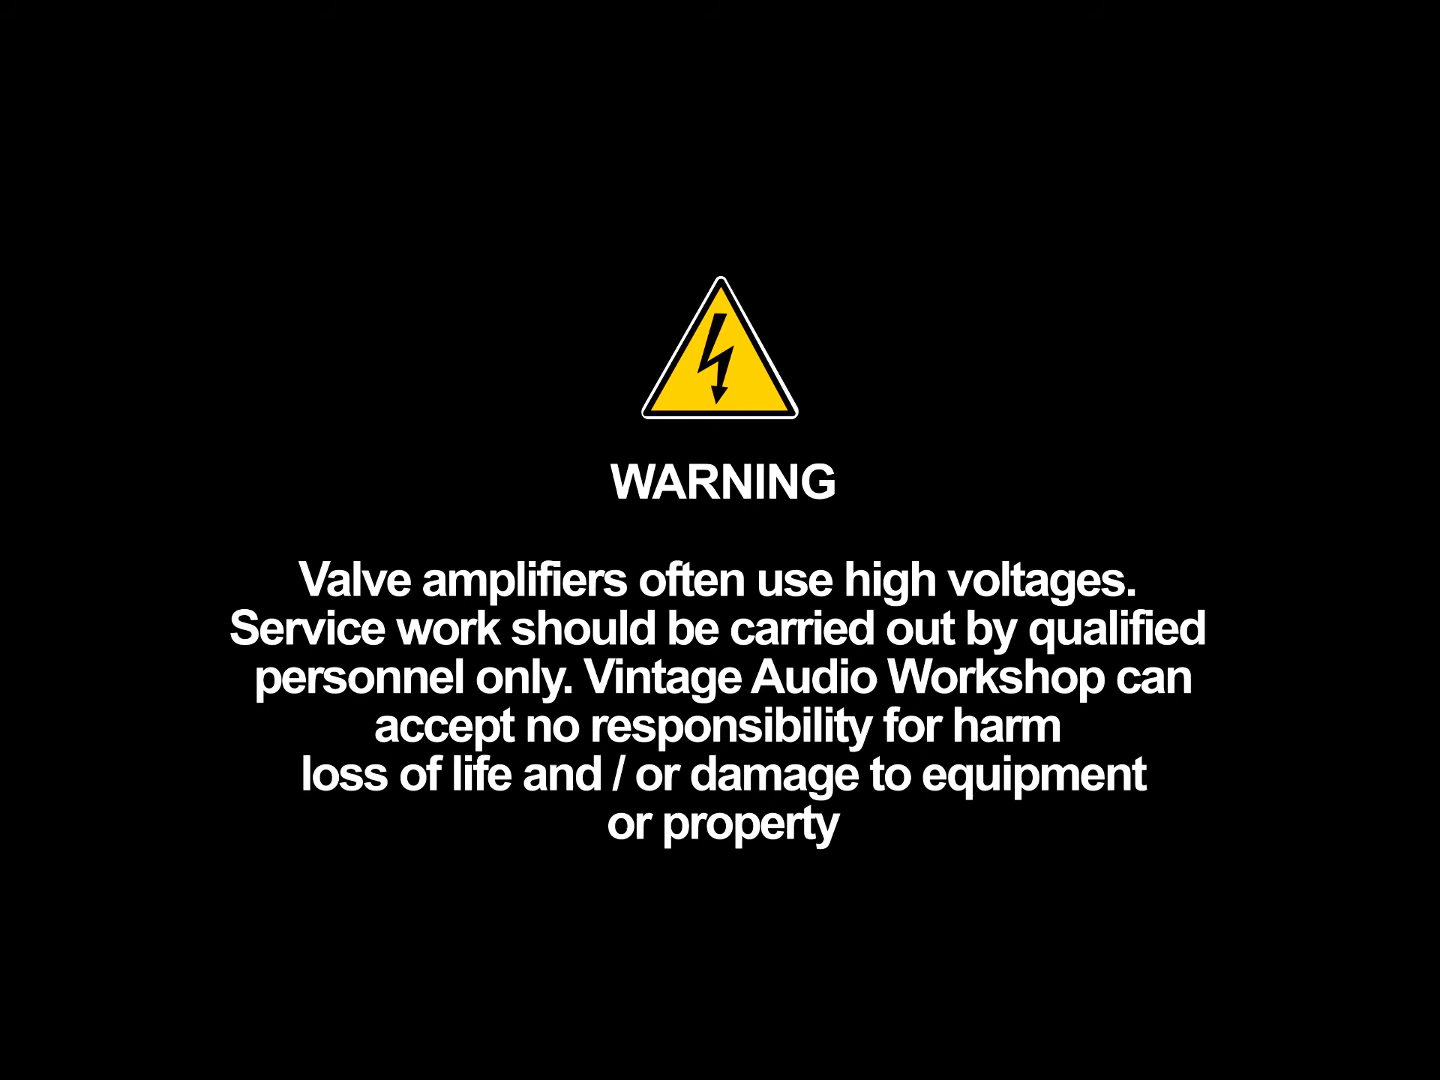 WARNING
Valve amplifiers often use high voltages.
Service work should be carried out by qualified
personnel only. Vintage Audio Workshop can
accept no responsibility for harm
loss of life and / or damage to equipment
or property